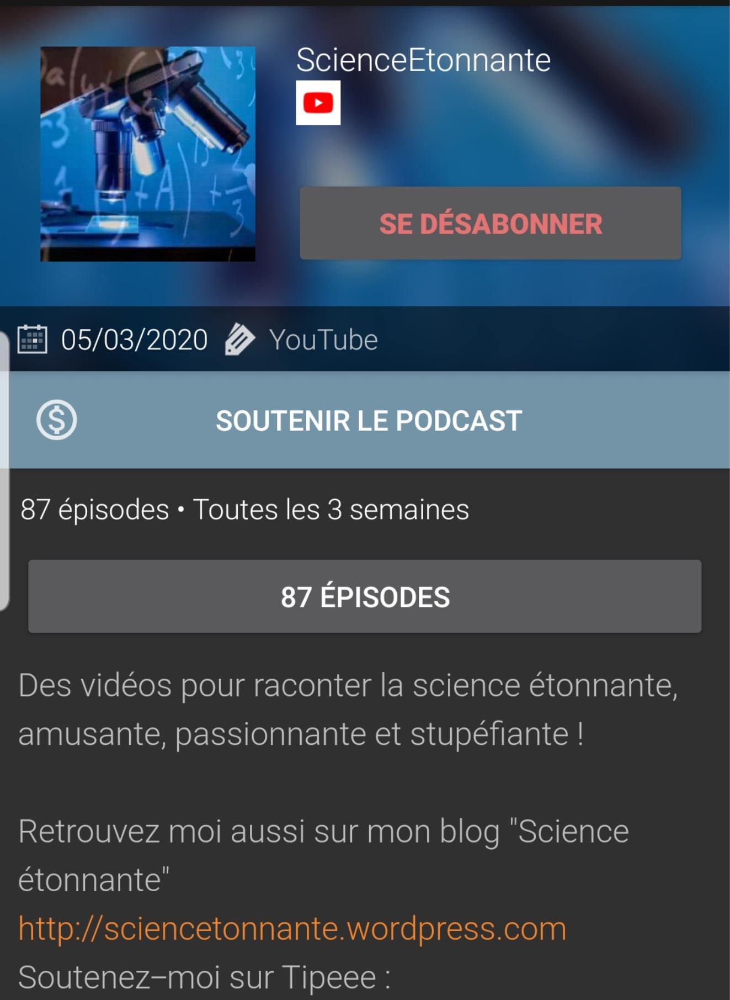 ScienceEtonnante
SE DÉSABONNER
05/03/2020 YouTube
SOUTENIR LE PODCAST
87 épisodes • Toutes les 3 semaines
87 ÉPISODES
Des vidéos pour raconter la science étonnante,
amusante, passionnante et stupéfiante !
Retrouvez moi aussi sur mon blog "Science
étonnante"
http://sciencetonnante.wordpress.com
Soutenez–moi sur Tipeee :